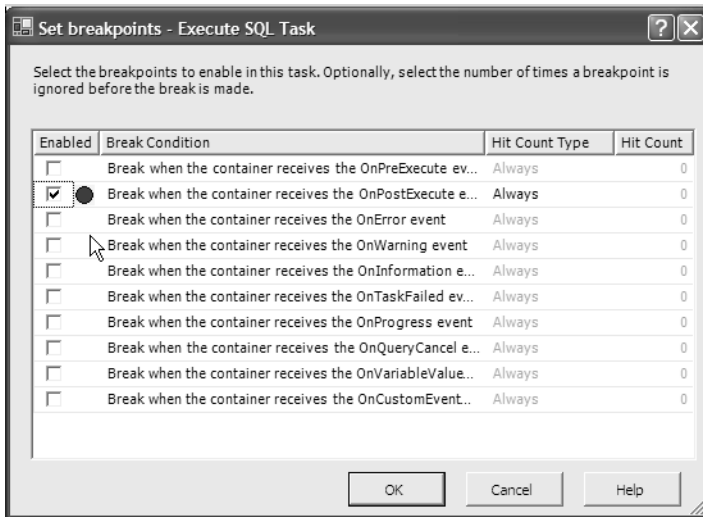 Set breakpoints - Execute SQL Task
Select the breakpoints to enable in this task. Optionally, select the number of times a breakpoint is
ignored before the break is made.
Enabled Break Condition Hit Count Type Hit Count
Break when the container receives the OnPreExecute ev... Always 0
Break when the container receives the OnPostExecute e... Always 0
Break when the container receives the OnError event Always 0
Break when the container receives the OnWarning event Always 0
Break when the container receives the OnInformation e... Always 0
Break when the container receives the OnTaskFailed ev... Always 0
Break when the container receives the OnProgress event Always 0
Break when the container receives the OnQueryCancel e... Always 0
Break when the container receives the OnVariableValue... Always 0
Break when the container receives the OnCustomEvent... Always 0
OK Cancel Help